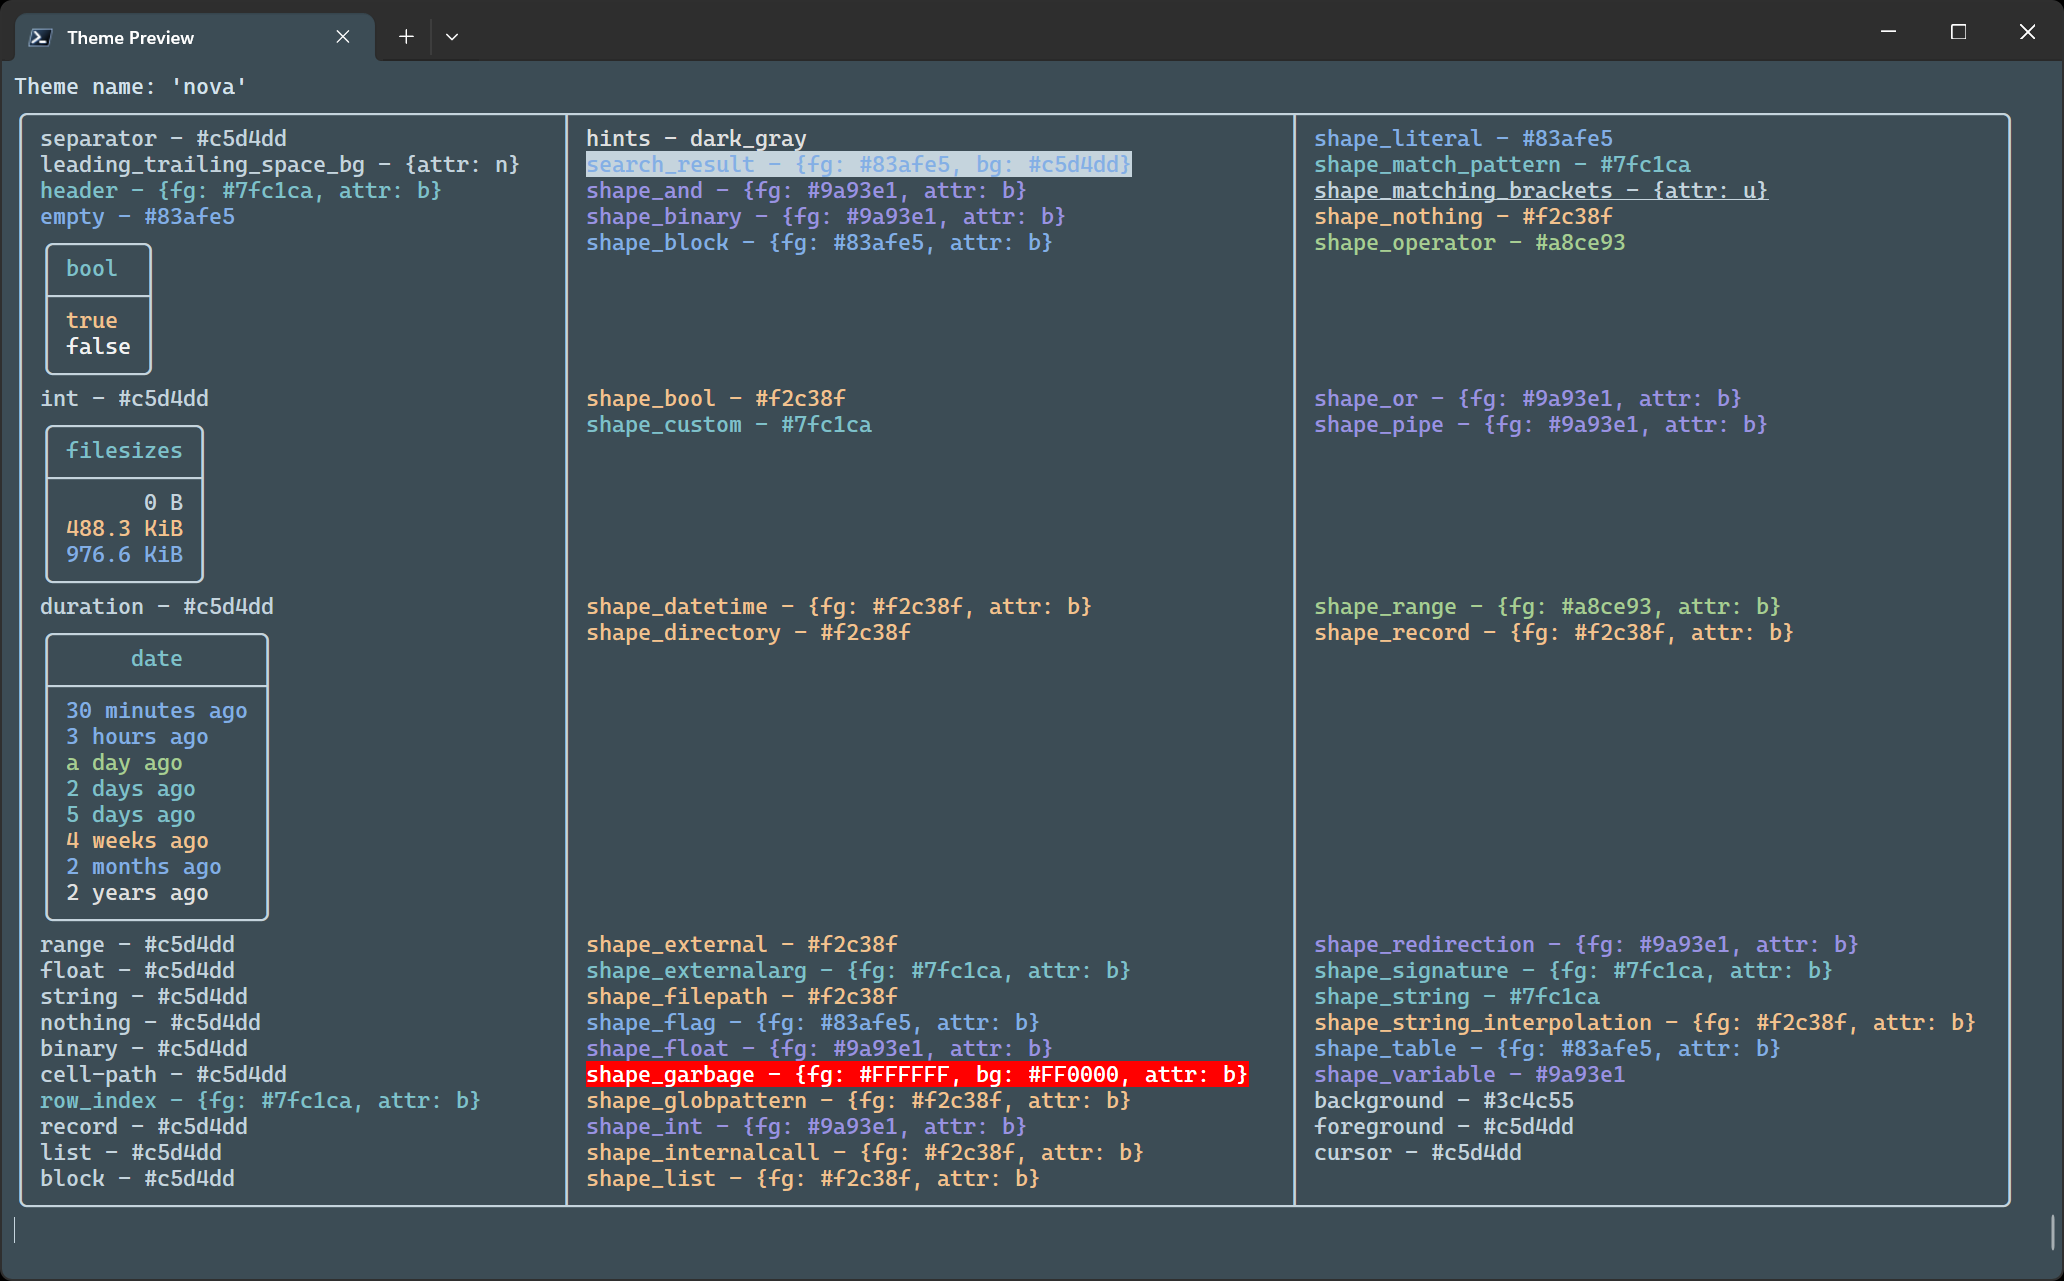 Theme Preview
Theme name: 'nova'
separator - #c5d4dd
leading_trailing_space_bg - {attr: n}
header - {fg: #7fc1ca, attr: b}
empty - #83afe5
bool
true
false
int - #c5d4dd
filesizes
0 B
488.3 KiB
976.6 KiB
duration - #c5d4dd
date
30 minutes ago
3 hours ago
a day ago
2 days ago
5 days ago
4 weeks ago
2 months ago
2 years ago
range - #c5d4dd
float - #c5d4dd
string - #c5d4dd
nothing - #c5d4dd
binary - #c5d4dd
cell-path - #c5d4dd
row_index - {fg: #7fc1ca, attr: b}
record - #c5d4dd
list - #c5d4dd
block - #c5d4dd
hints - dark_gray
search_result - {fg: #83afe5, bg: #c5d4dd}
shape_and - {fg: #9a93e1, attr: b}
shape_binary - {fg: #9a93e1, attr: b}
shape_block - {fg: #83afe5, attr: b}
shape_bool - #f2c38f
shape_custom - #7fc1ca
shape_datetime - {fg: #f2c38f, attr: b}
shape_directory - #f2c38f
shape_external - #f2c38f
shape_externalarg - {fg: #7fc1ca, attr: b}
shape_filepath - #f2c38f
shape_flag - {fg: #83afe5, attr: b}
shape_float - {fg: #9a93e1, attr: b}
shape_garbage - {fg: #FFFFFF, bg: #FF0000, attr: b}
shape_globpattern - {fg: #f2c38f, attr: b}
shape_int - {fg: #9a93e1, attr: b}
shape_internalcall - {fg: #f2c38f, attr: b}
shape_list - {fg: #f2c38f, attr: b}
shape_literal - #83afe5
shape_match_pattern - #7fc1ca
shape_matching_brackets - {attr: u}
shape_nothing - #f2c38f
shape_operator - #a8ce93
shape_or - {fg: #9a93e1, attr: b}
shape_pipe - {fg: #9a93e1, attr: b}
shape_range - {fg: #a8ce93, attr: b}
shape_record - {fg: #f2c38f, attr: b}
shape_redirection - {fg: #9a93e1, attr: b}
shape_signature - {fg: #7fc1ca, attr: b}
shape_string - #7fc1ca
shape_string_interpolation - {fg: #f2c38f, attr: b}
shape_table - {fg: #83afe5, attr: b}
shape_variable - #9a93e1
background - #3c4c55
foreground - #c5d4dd
cursor - #c5d4dd